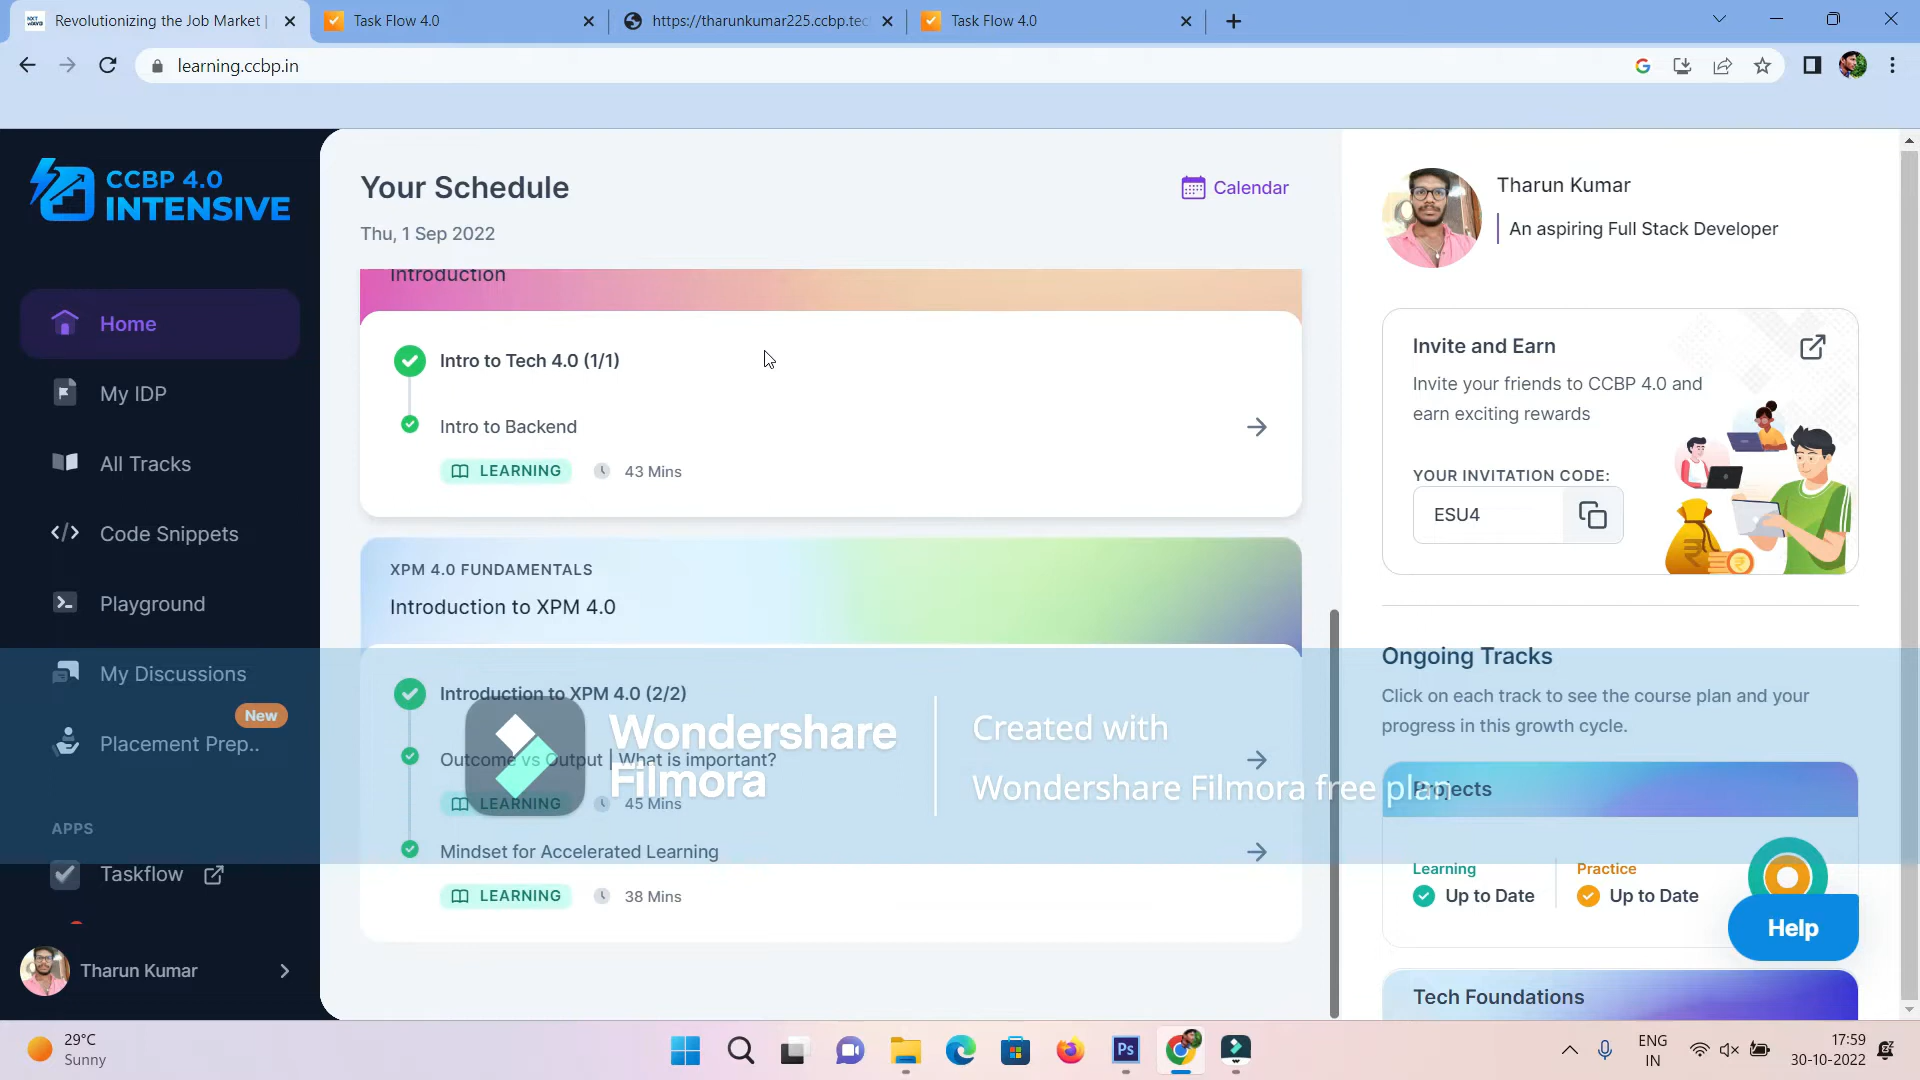 Revolutionizing the Job Market |
Task Flow 4.0
https://tharunkumar225.ccbp.tec
Task Flow 4.0
learning.ccbp.in
CCBP 4.0
INTENSIVE
Home
My IDP
All Tracks
Code Snippets
Playground
My Discussions
New
Placement Prep..
APPS
Taskflow
Tharun Kumar
Your Schedule
Calendar
Thu, 1 Sep 2022
Introduction
Intro to Tech 4.0 (1/1)
Intro to Backend
LEARNING 43 Mins
XPM 4.0 FUNDAMENTALS
Introduction to XPM 4.0
Introduction to XPM 4.0 (2/2)
Outcome vs Output | What is important?
LEARNING 45 Mins
Mindset for Accelerated Learning
LEARNING 38 Mins
Wondershare
Filmora
Created with
Wondershare Filmora free plan
Tharun Kumar
An aspiring Full Stack Developer
Invite and Earn
Invite your friends to CCBP 4.0 and
earn exciting rewards
YOUR INVITATION CODE:
ESU4
Ongoing Tracks
Click on each track to see the course plan and your
progress in this growth cycle.
Projects
Learning Practice
Up to Date Up to Date
Help
Tech Foundations
29°C
Sunny
Ps
ENG
IN
17:59
30-10-2022